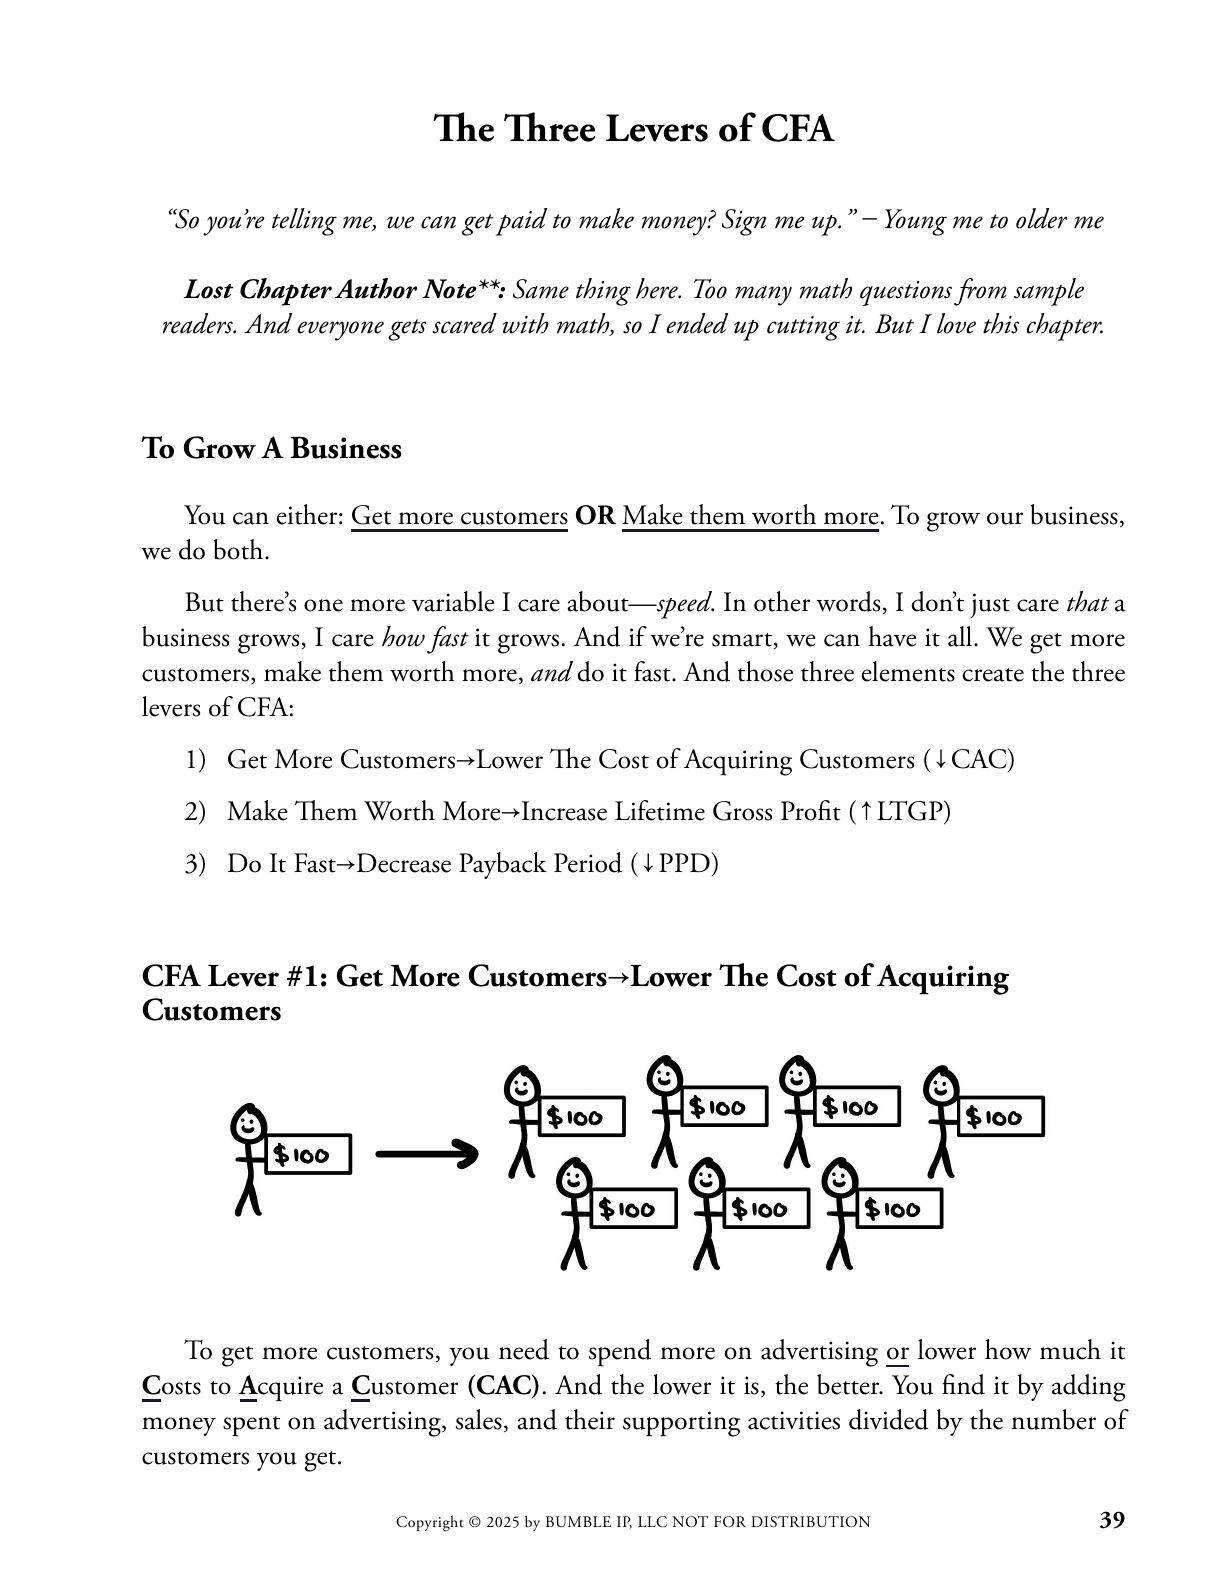 The Three Levers of CFA
“So you’re telling me, we can get paid to make money? Sign me up.” – Young me to older me
Lost Chapter Author Note**: Same thing here. Too many math questions from sample
readers. And everyone gets scared with math, so I ended up cutting it. But I love this chapter.
To Grow A Business
You can either: Get more customers OR Make them worth more. To grow our business,
we do both.
But there’s one more variable I care about—speed. In other words, I don’t just care that a
business grows, I care how fast it grows. And if we’re smart, we can have it all. We get more
customers, make them worth more, and do it fast. And those three elements create the three
levers of CFA:
1) Get More Customers→Lower The Cost of Acquiring Customers (↓CAC)
2) Make Them Worth More→Increase Lifetime Gross Profit (↑LTGP)
3) Do It Fast→Decrease Payback Period (↓PPD)
CFA Lever #1: Get More Customers→Lower The Cost of Acquiring
Customers
$100
$100
$100
$100
$100
$100
$100
$100
To get more customers, you need to spend more on advertising or lower how much it
Costs to Acquire a Customer (CAC). And the lower it is, the better. You find it by adding
money spent on advertising, sales, and their supporting activities divided by the number of
customers you get.
Copyright © 2025 by BUMBLE IP, LLC NOT FOR DISTRIBUTION
39